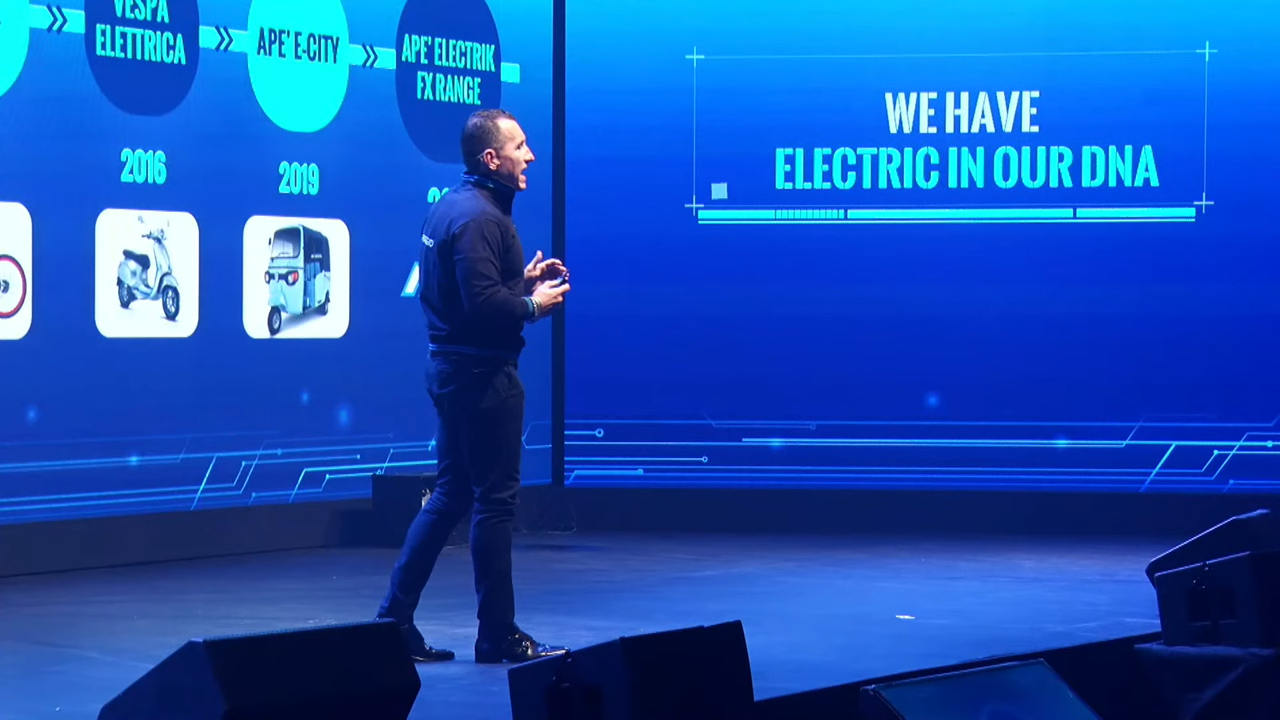 VESPA
ELETTRICA
APE' E-CITY
APE' ELECTRIK
FX RANGE
2016
2019
WE HAVE
ELECTRIC IN OUR DNA